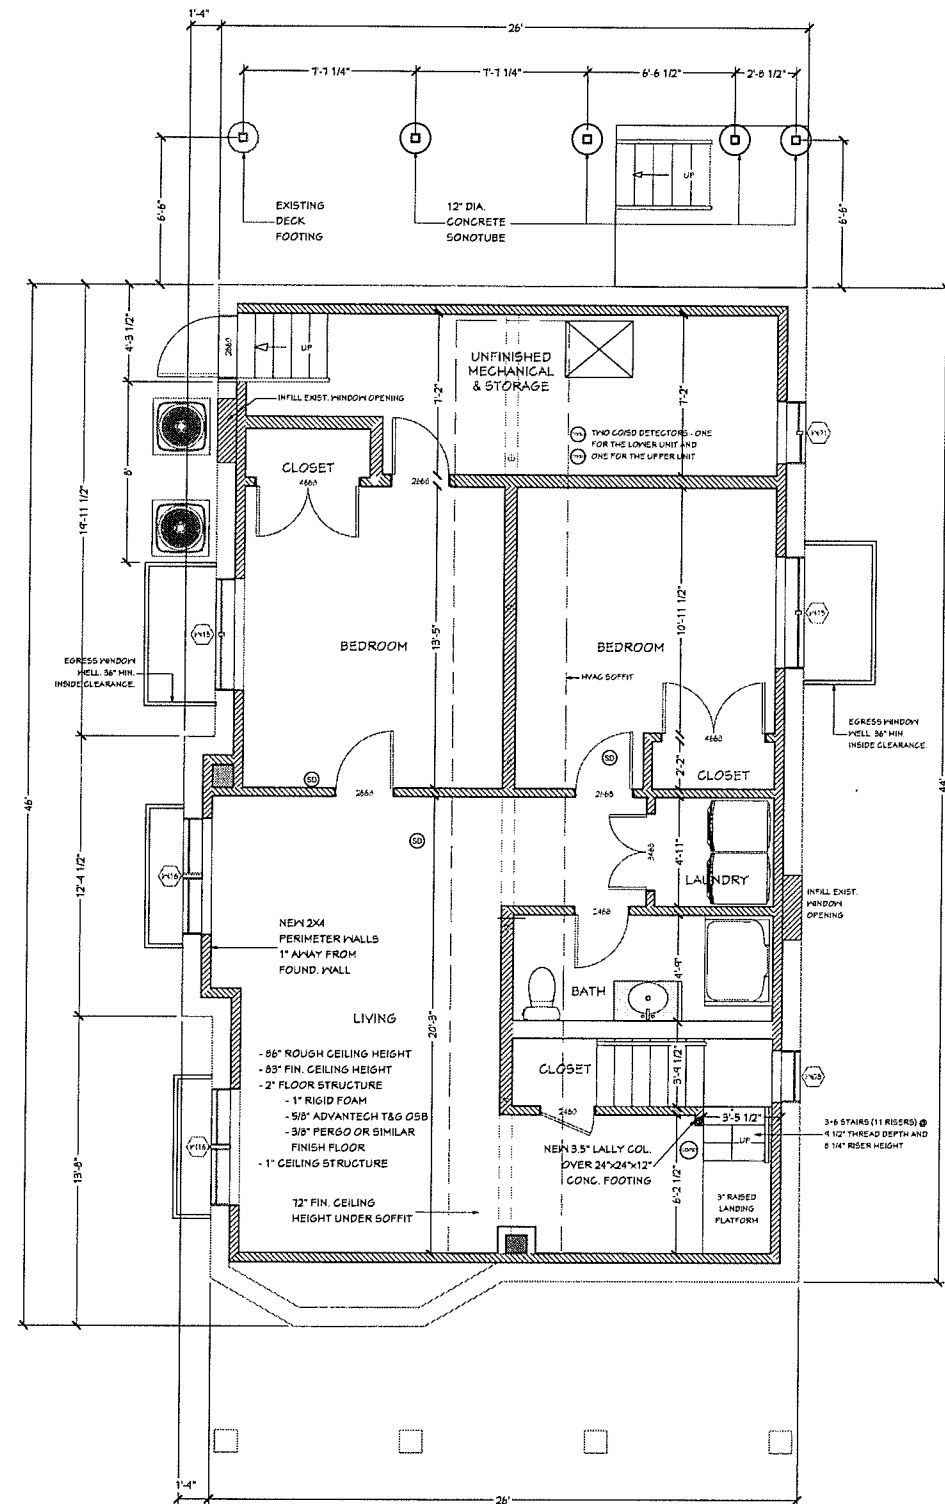 1'-4"
26'
7'-7 1/4"
7'-7 1/4"
6'-6 1/2"
2'-8 1/2"
6'-6"
UP
6'-6"
EXISTING
DECK
FOOTING
12" DIA.
CONCRETE
SONOTUBE
4'-3 1/2"
2680
UP
7'-2"
UNFINISHED
MECHANICAL
& STORAGE
7'-2"
INFILL EXIST. WINDOW OPENING
TWO CO/SD DETECTORS - ONE
FOR THE LOWER UNIT AND
ONE FOR THE UPPER UNIT
8'
CLOSET
4668
2668
19'-11 1/2"
BEDROOM
13'-5"
BEDROOM
10'-11 1/2"
HVAC SOFFIT
EGRESS WINDOW
WELL. 36" MIN.
INSIDE CLEARANCE.
EGRESS WINDOW
WELL. 36" MIN.
INSIDE CLEARANCE.
4668
2'-2"
CLOSET
SD
SD
2668
2668
46'
44'
SD
3468
4'-11"
LAUNDRY
12'-4 1/2"
INFILL EXIST.
WINDOW
OPENING
2468
NEW 2X4
PERIMETER WALLS
1" AWAY FROM
FOUND. WALL
BATH
4'-9"
LIVING
20'-3"
- 86" ROUGH CEILING HEIGHT
- 83" FIN. CEILING HEIGHT
- 2" FLOOR STRUCTURE
- 1" RIGID FOAM
- 5/8" ADVANTECH T&G OSB
- 3/8" PERGO OR SIMILAR
FINISH FLOOR
- 1" CEILING STRUCTURE
CLOSET
3'-9 1/2"
2480
3'-5 1/2"
NEW 3.5" LALLY COL.
OVER 24"x24"x12"
CONC. FOOTING
UP
3-6 STAIRS (11 RISERS) @
9 1/2" THREAD DEPTH AND
8 1/4" RISER HEIGHT
13'-8"
72" FIN. CEILING
HEIGHT UNDER SOFFIT
6'-2 1/2"
3" RAISED
LANDING
PLATFORM
1'-4"
26'